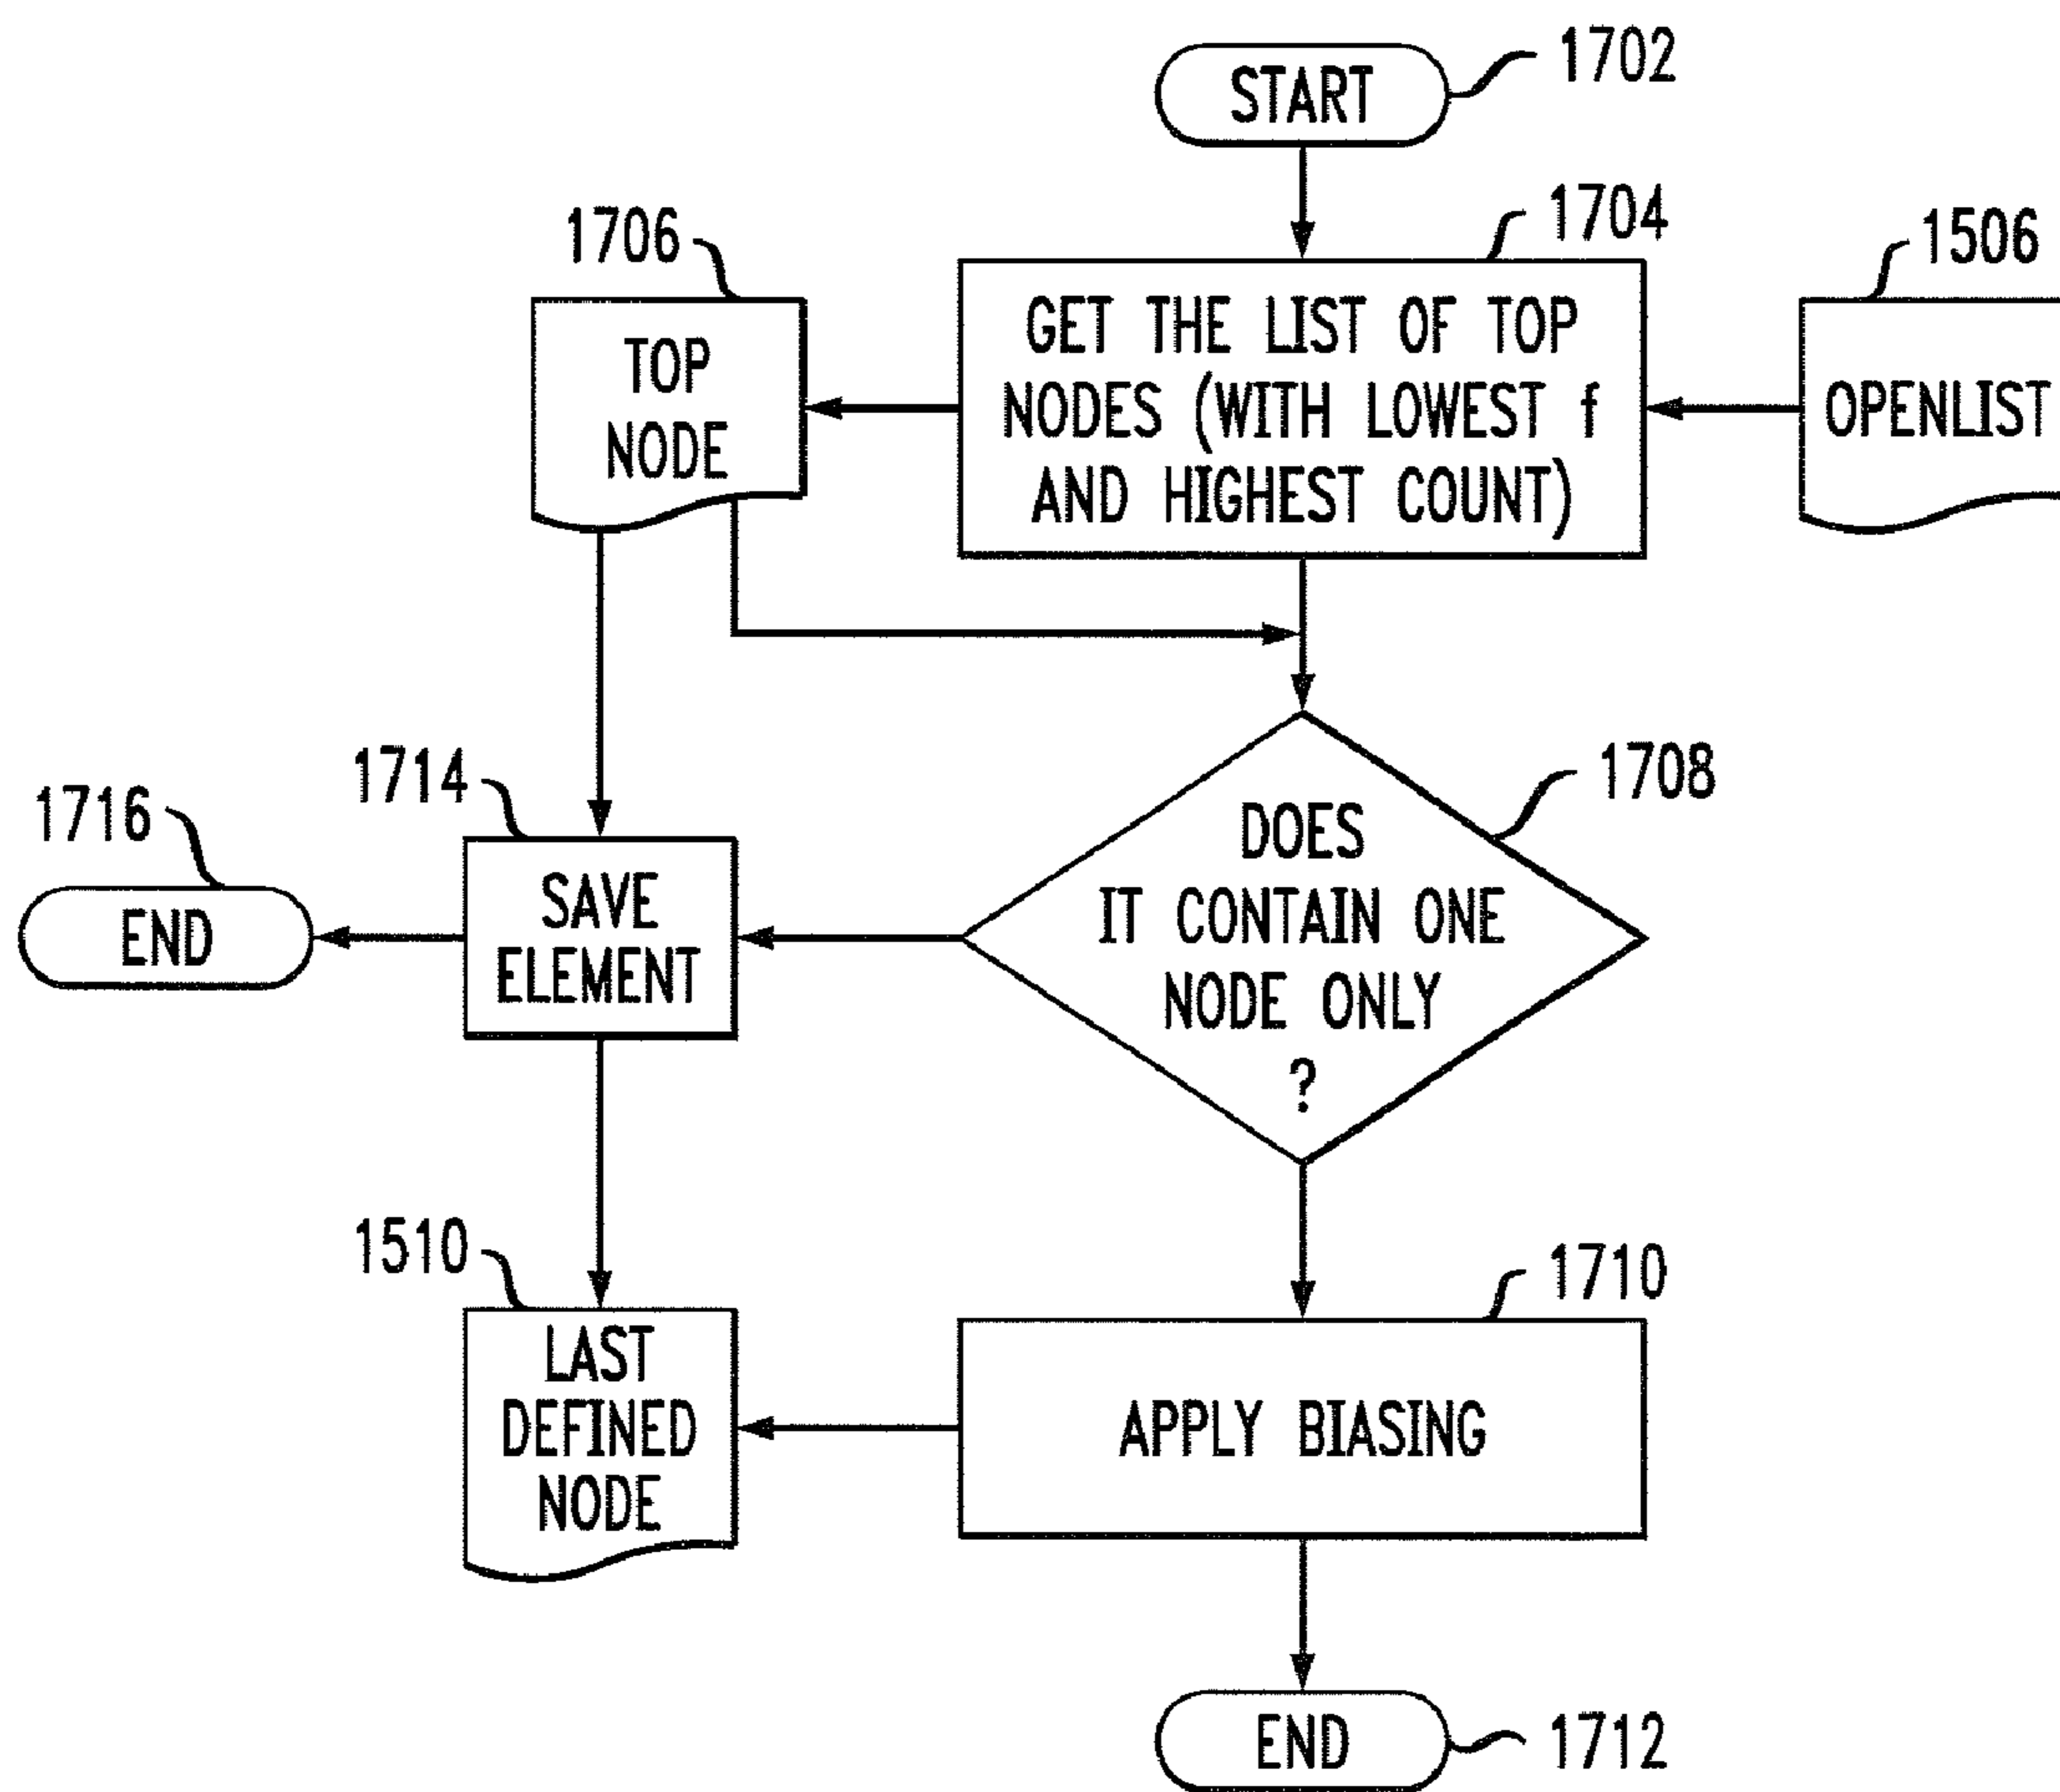 START
1702
1704
1706
1506
TOP
NODE
GET THE LIST OF TOP
NODES (WITH LOWEST f
AND HIGHEST COUNT)
OPENLIST
1714
1708
1716
END
SAVE
ELEMENT
DOES
IT CONTAIN ONE
NODE ONLY
?
1510
1710
LAST
DEFINED
NODE
APPLY BIASING
END
1712